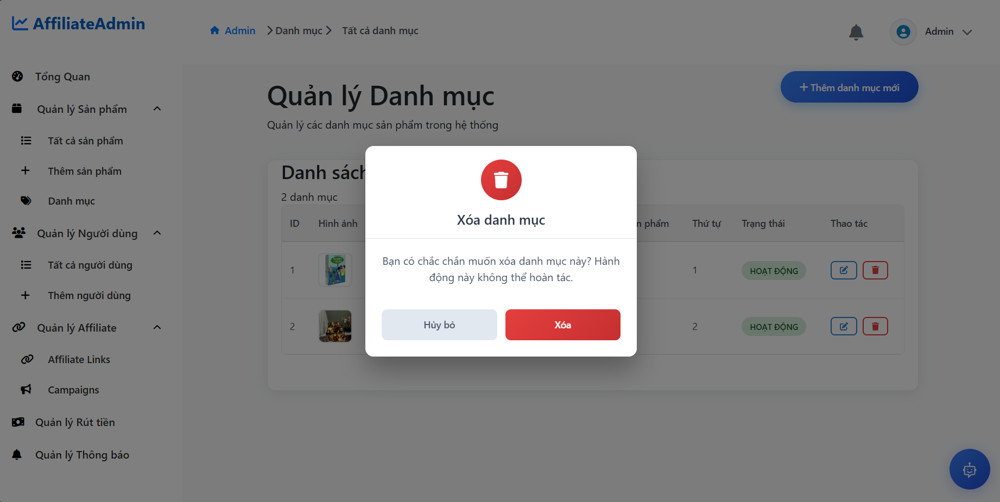 AffiliateAdmin
Admin
Danh mục
Tất cả danh mục
Admin
Tổng Quan
Quản lý Sản phẩm
Tất cả sản phẩm
Thêm sản phẩm
Danh mục
Quản lý Người dùng
Tất cả người dùng
Thêm người dùng
Quản lý Affiliate
Affiliate Links
Campaigns
Quản lý Rút tiền
Quản lý Thông báo
Quản lý Danh mục
Quản lý các danh mục sản phẩm trong hệ thống
Thêm danh mục mới
Danh sách
2 danh mục
ID Hình ảnh n phẩm Thứ tự Trạng thái Thao tác
1 1 HOẠT ĐỘNG
2 2 HOẠT ĐỘNG
Xóa danh mục
Bạn có chắc chắn muốn xóa danh mục này? Hành
động này không thể hoàn tác.
Hủy bỏ
Xóa